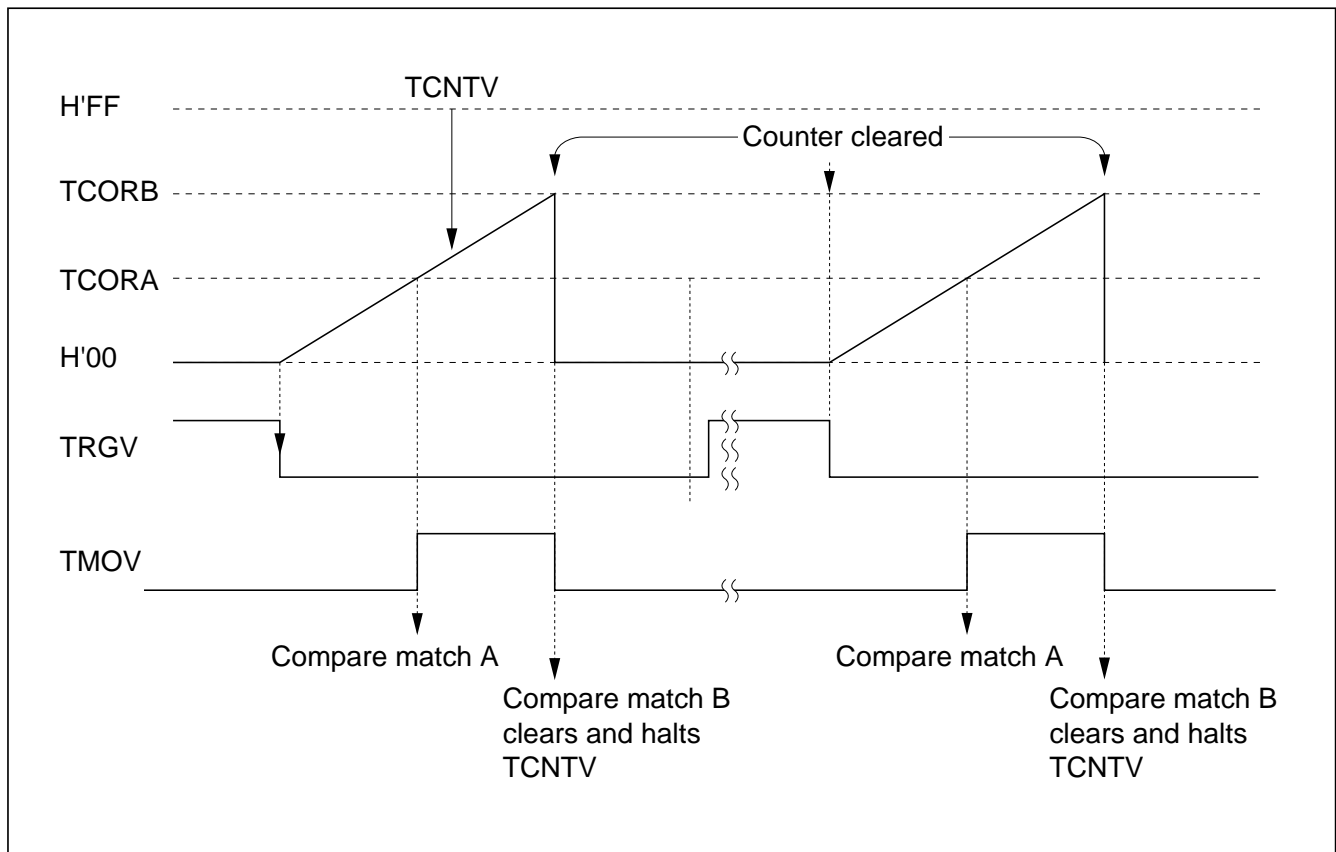 TCNTV
H'FF
Counter cleared
TCORB
TCORA
H'00
TRGV
TMOV
Compare match A
Compare match A
Compare match B
clears and halts
TCNTV
Compare match B
clears and halts
TCNTV